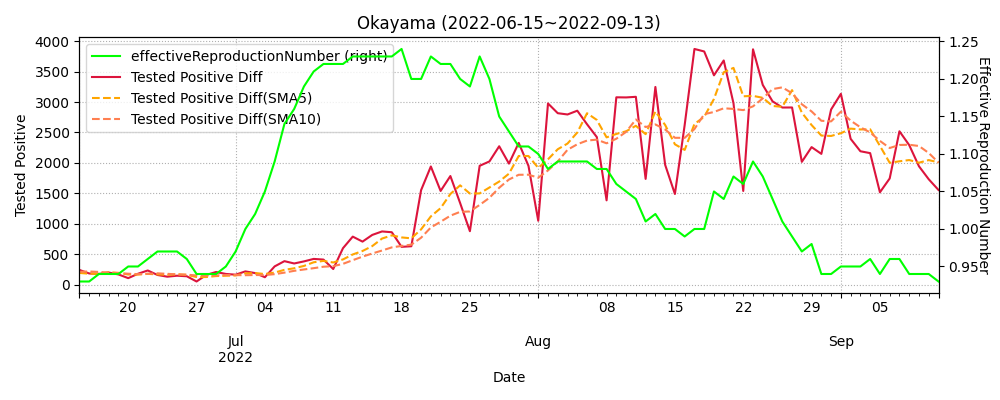 Okayama (2022-06-15~2022-09-13)
effectiveReproductionNumber (right)
Tested Positive Diff
Tested Positive Diff(SMA5)
Tested Positive Diff(SMA10)
Tested Positive
4000
3500
3000
2500
2000
1500
1000
500
0
1.25
1.20
1.15
1.10
1.05
1.00
0.95
Effective Reproduction Number
20 27 04 11 18 25 08 15 22 29 05
Jul Aug Sep
2022
Date